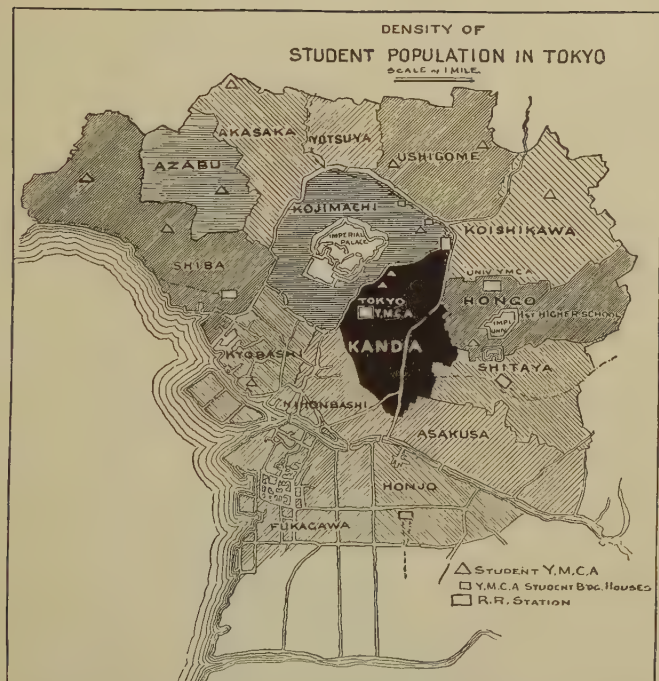 DENSITY OF
STUDENT POPULATION IN TOKYO
SCALE ~ 1 MILE
AKASAKA
YOTSUYA
USHIGOME
AZABU
KOJIMACHI
IMPERIAL
PALACE
KOISHIKAWA
SHIBA
UNIV. Y.M.C.A
HONGO
1ST HIGHER SCHOOL
IMPL
UNIV.
TOKYO
Y.M.C.A
KANDA
KYOBASHI
SHITAYA
NIHONBASHI
ASAKUSA
HONJO
FUKAGAWA
STUDENT Y.M.C.A
Y.M.C.A STUDENT B'DG. HOUSES
R.R. STATION